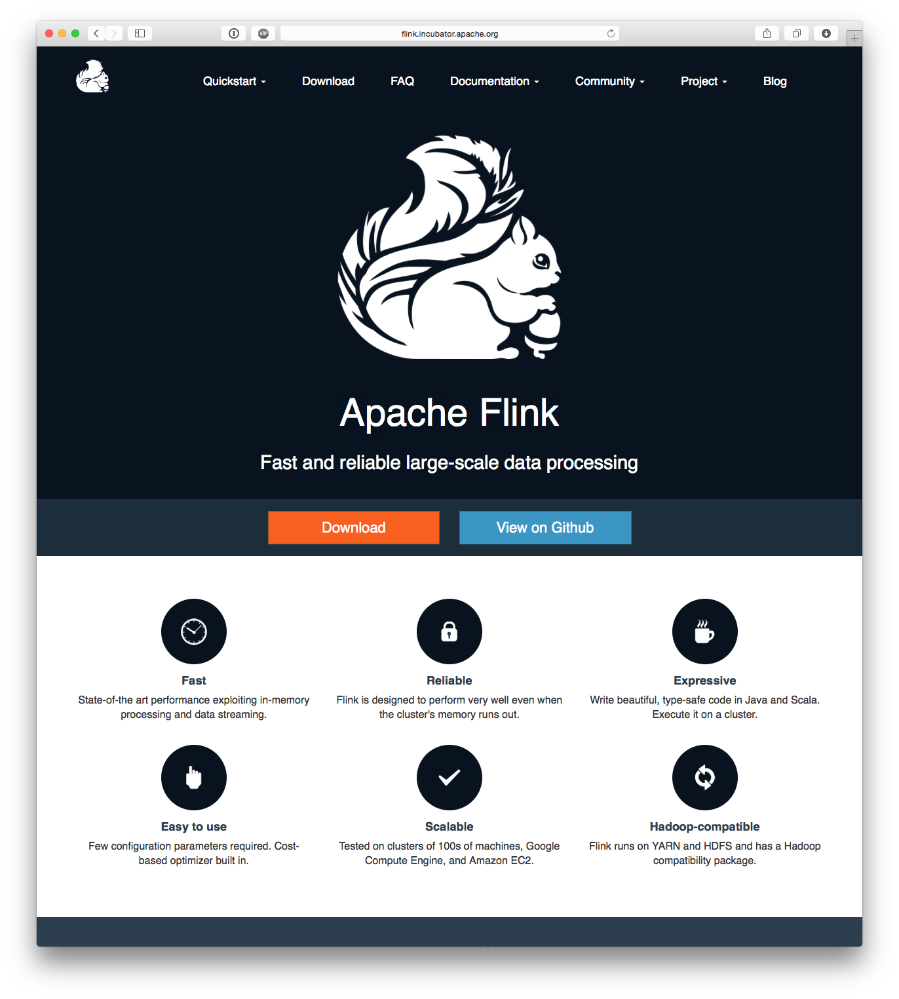 ABP
flink.incubator.apache.org
Quickstart
Download
FAQ
Documentation
Community
Project
Blog
Apache Flink
Fast and reliable large-scale data processing
Download
View on Github
Fast
State-of-the art performance exploiting in-memory
processing and data streaming.
Reliable
Flink is designed to perform very well even when
the cluster's memory runs out.
Expressive
Write beautiful, type-safe code in Java and Scala.
Execute it on a cluster.
Easy to use
Few configuration parameters required. Cost-
based optimizer built in.
Scalable
Tested on clusters of 100s of machines, Google
Compute Engine, and Amazon EC2.
Hadoop-compatible
Flink runs on YARN and HDFS and has a Hadoop
compatibility package.